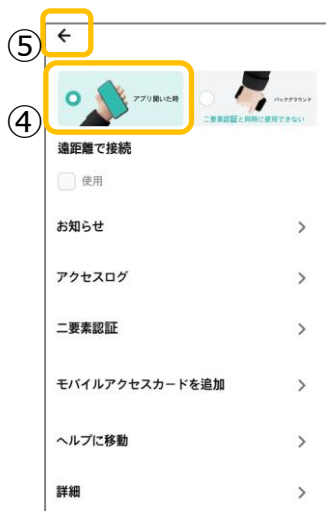 ⑤
④
アプリ開いた時
バックグラウンド
二要素認証と同時に使用できない
遠距離で接続
使用
お知らせ
アクセスログ
二要素認証
モバイルアクセスカードを追加
ヘルプに移動
詳細